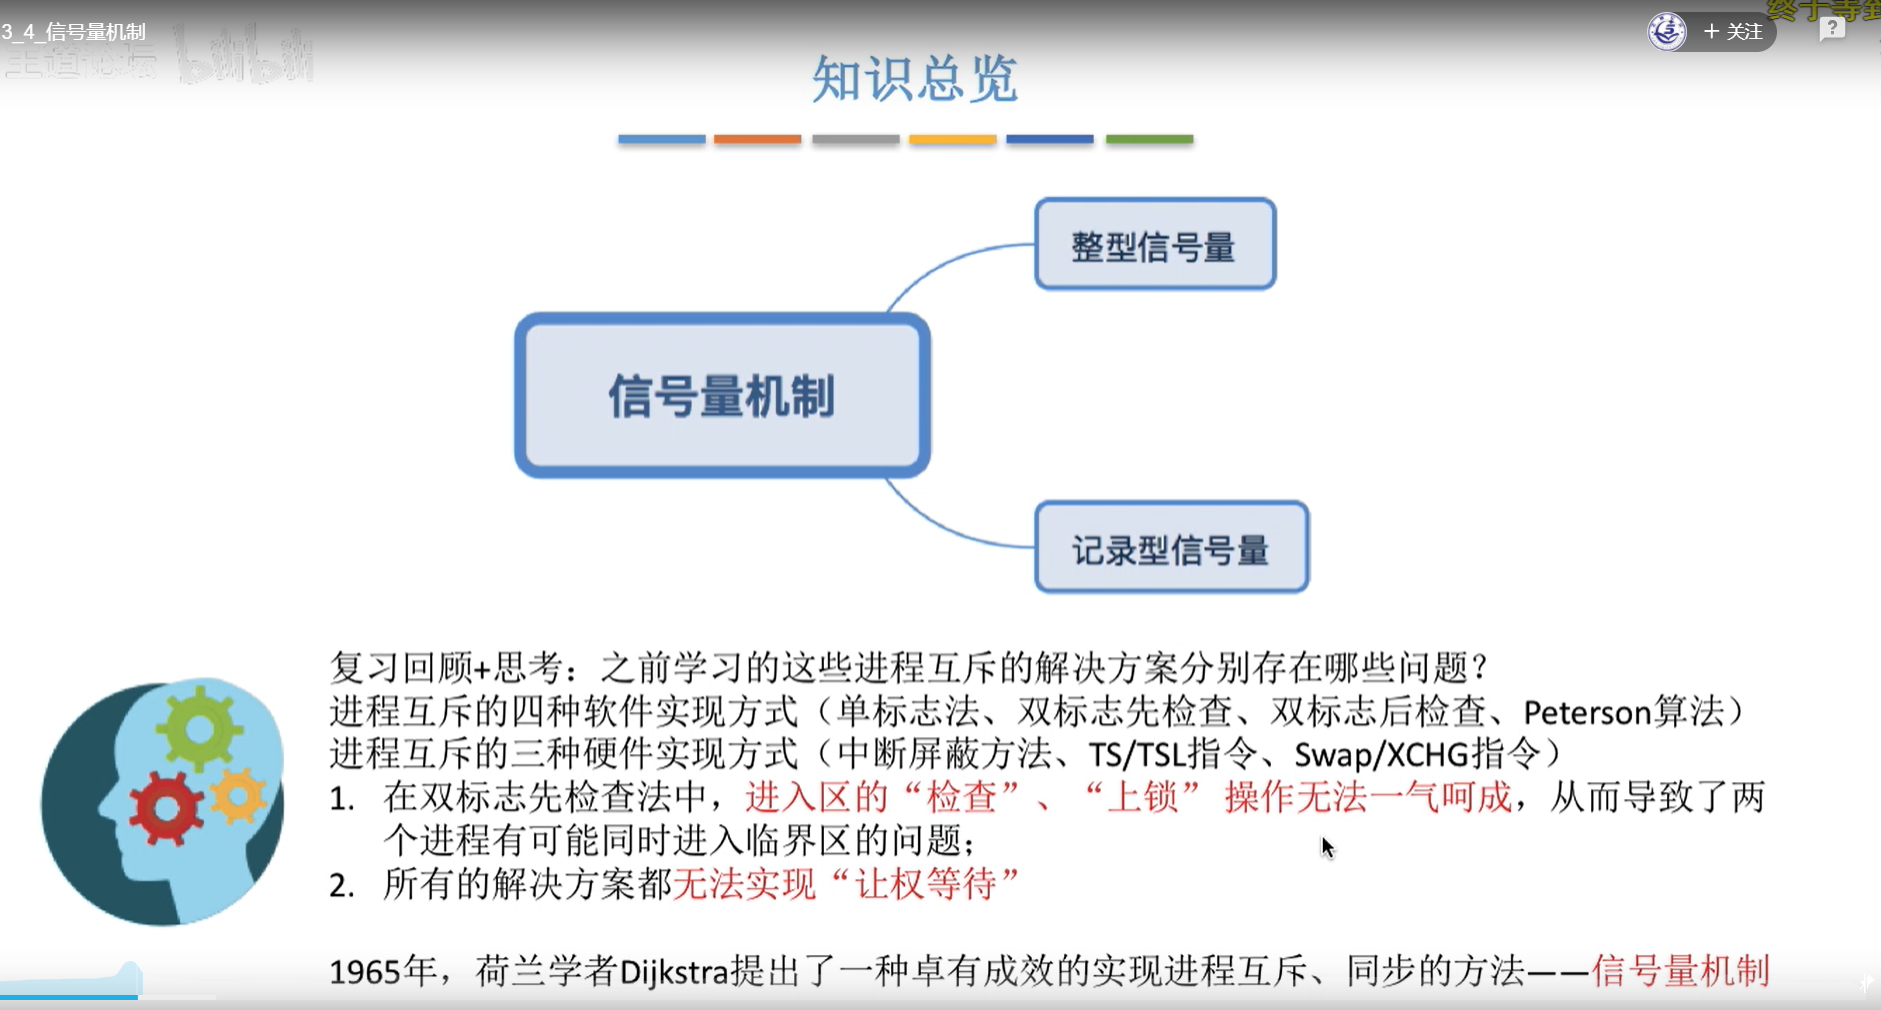 3_4_信号量机制
王道论坛 bilibili
终于等到
+ 关注
知识总览
整型信号量
信号量机制
记录型信号量
复习回顾+思考：之前学习的这些进程互斥的解决方案分别存在哪些问题？
进程互斥的四种软件实现方式（单标志法、双标志先检查、双标志后检查、Peterson算法）
进程互斥的三种硬件实现方式（中断屏蔽方法、TS/TSL指令、Swap/XCHG指令）
1. 在双标志先检查法中，进入区的“检查”、“上锁” 操作无法一气呵成，从而导致了两
个进程有可能同时进入临界区的问题；
2. 所有的解决方案都无法实现“让权等待”
1965年，荷兰学者Dijkstra提出了一种卓有成效的实现进程互斥、同步的方法——信号量机制